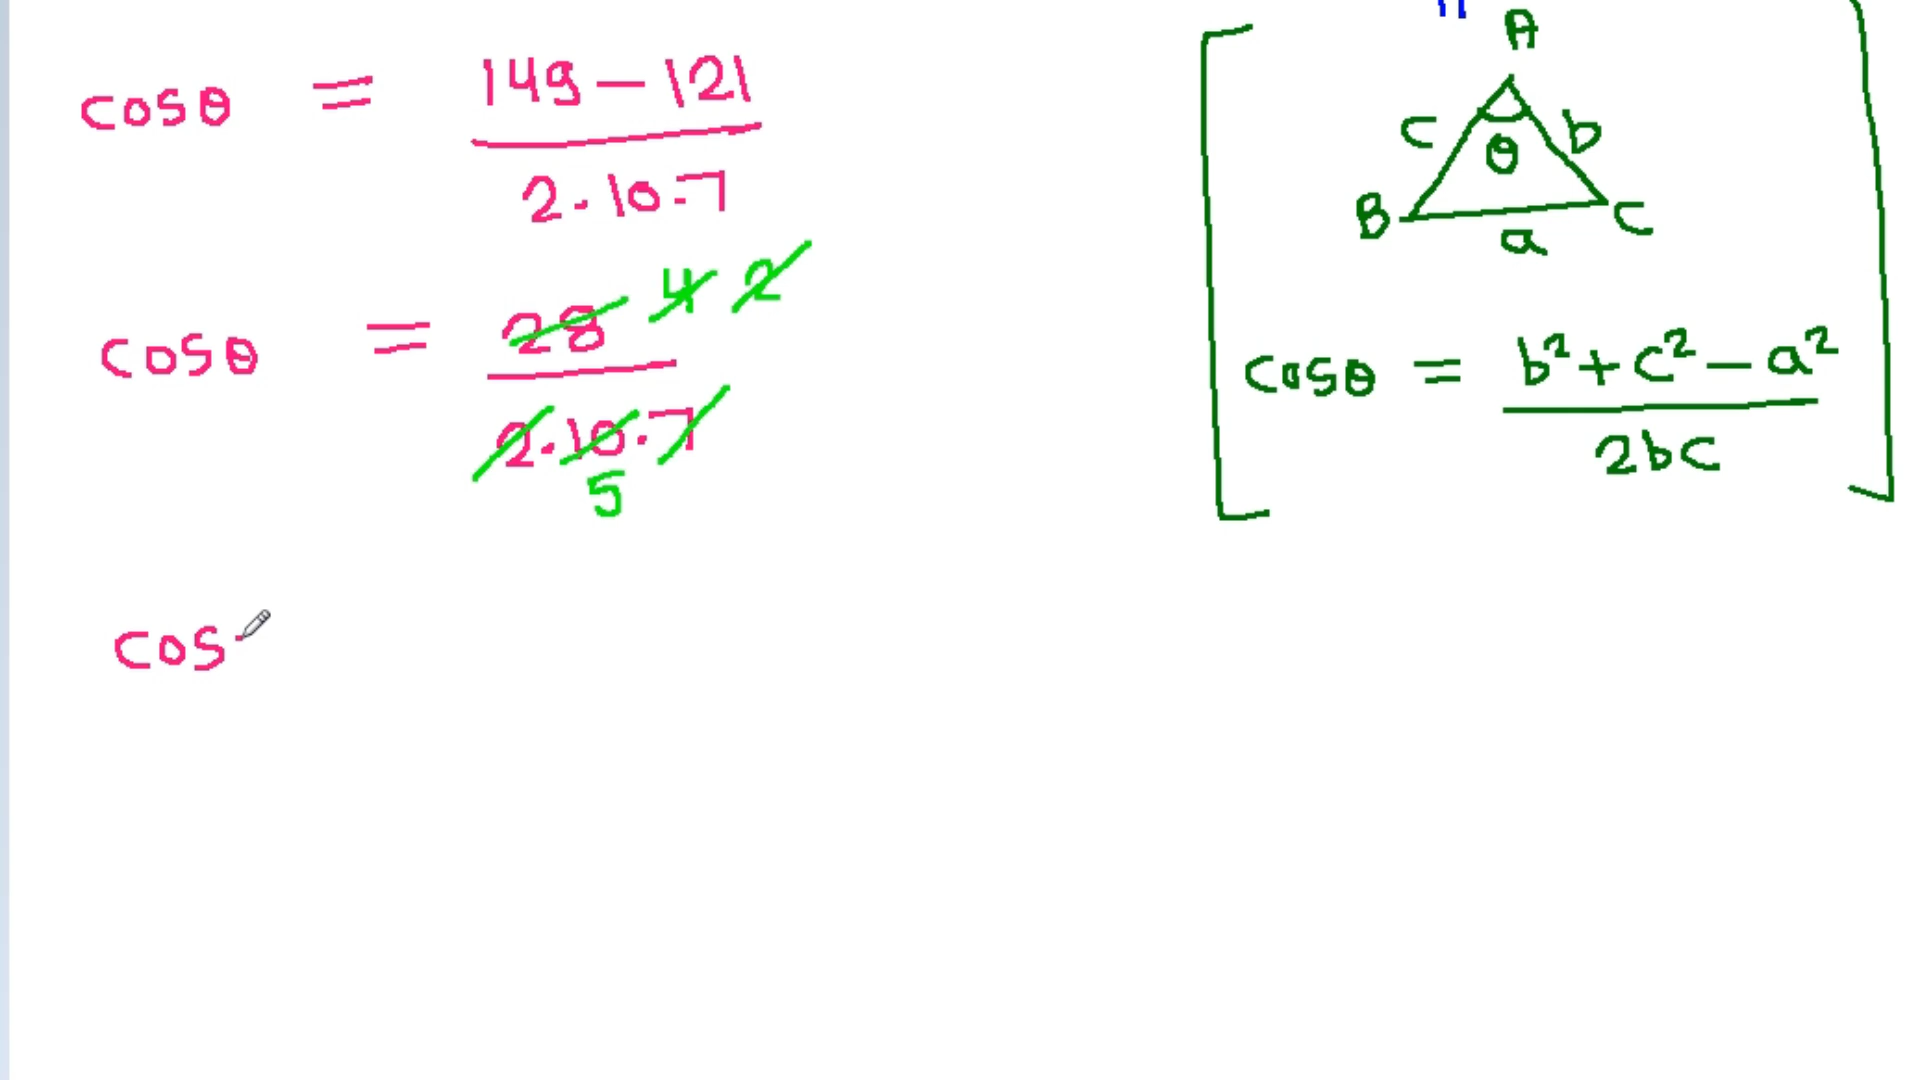 cosθ = 149 - 121 / 2·10·7
cosθ = 28 4 2 / 2·10·7
5
cos
11
A
c θ b
B a C
cosθ = b² + c² - a² / 2bc